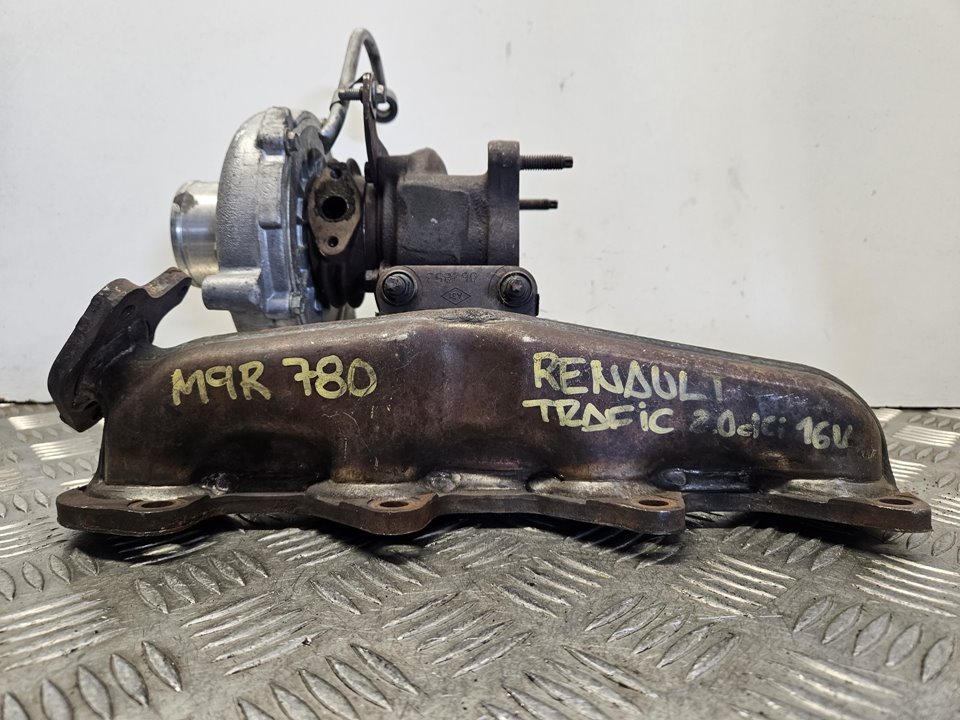 M9R 780
RENAULT
TRAFIC 2.0dCi 16V